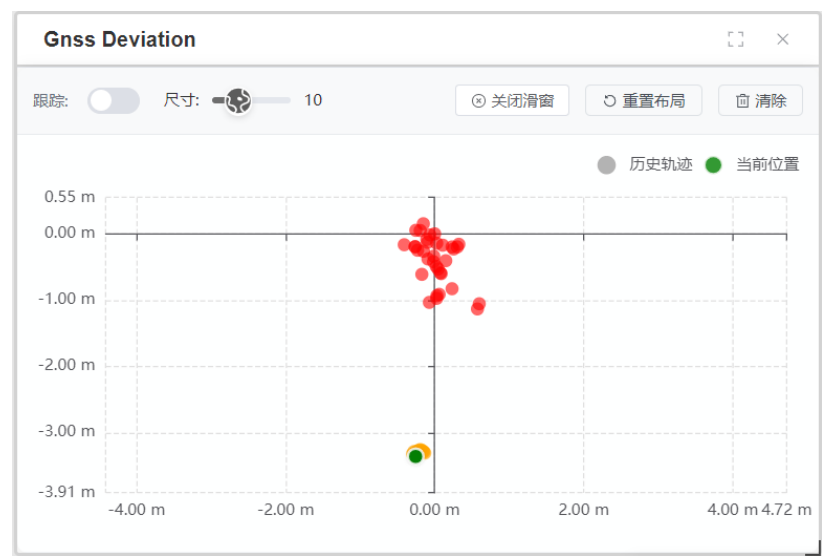 Gnss Deviation
跟踪: 尺寸: 10 关闭滑窗 重置布局 清除
历史轨迹 当前位置
0.55 m
0.00 m
-1.00 m
-2.00 m
-3.00 m
-3.91 m
-4.00 m -2.00 m 0.00 m 2.00 m 4.00 m 4.72 m